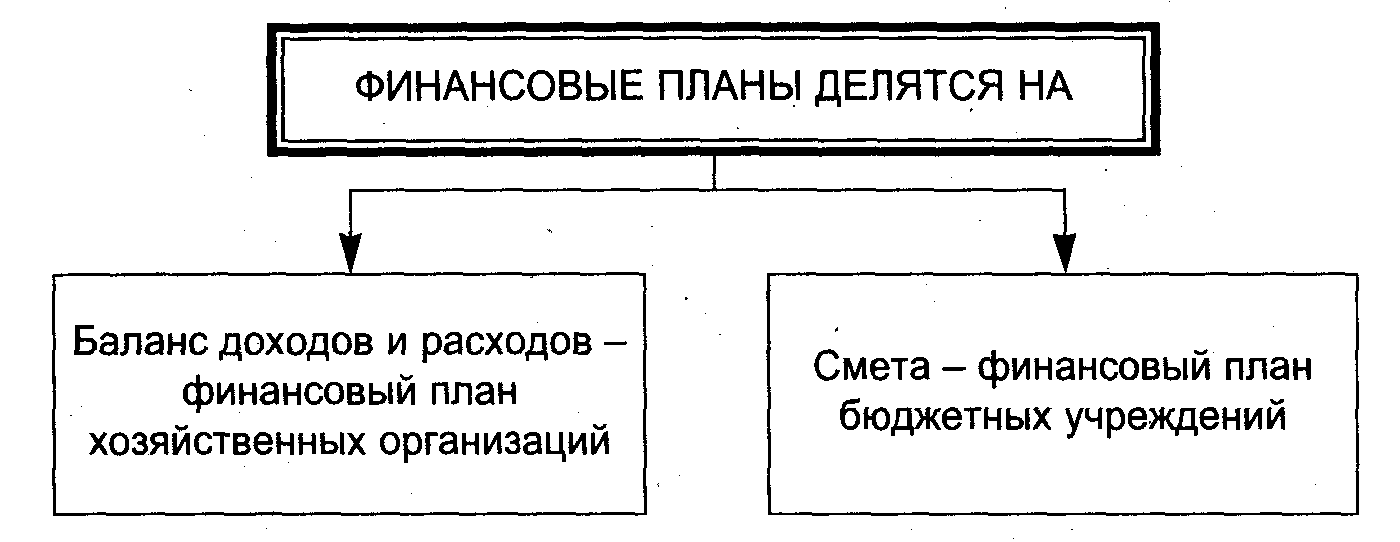 ФИНАНСОВЫЕ ПЛАНЫ ДЕЛЯТСЯ НА
Баланс доходов и расходов –
финансовый план
хозяйственных организаций
Смета – финансовый план
бюджетных учреждений